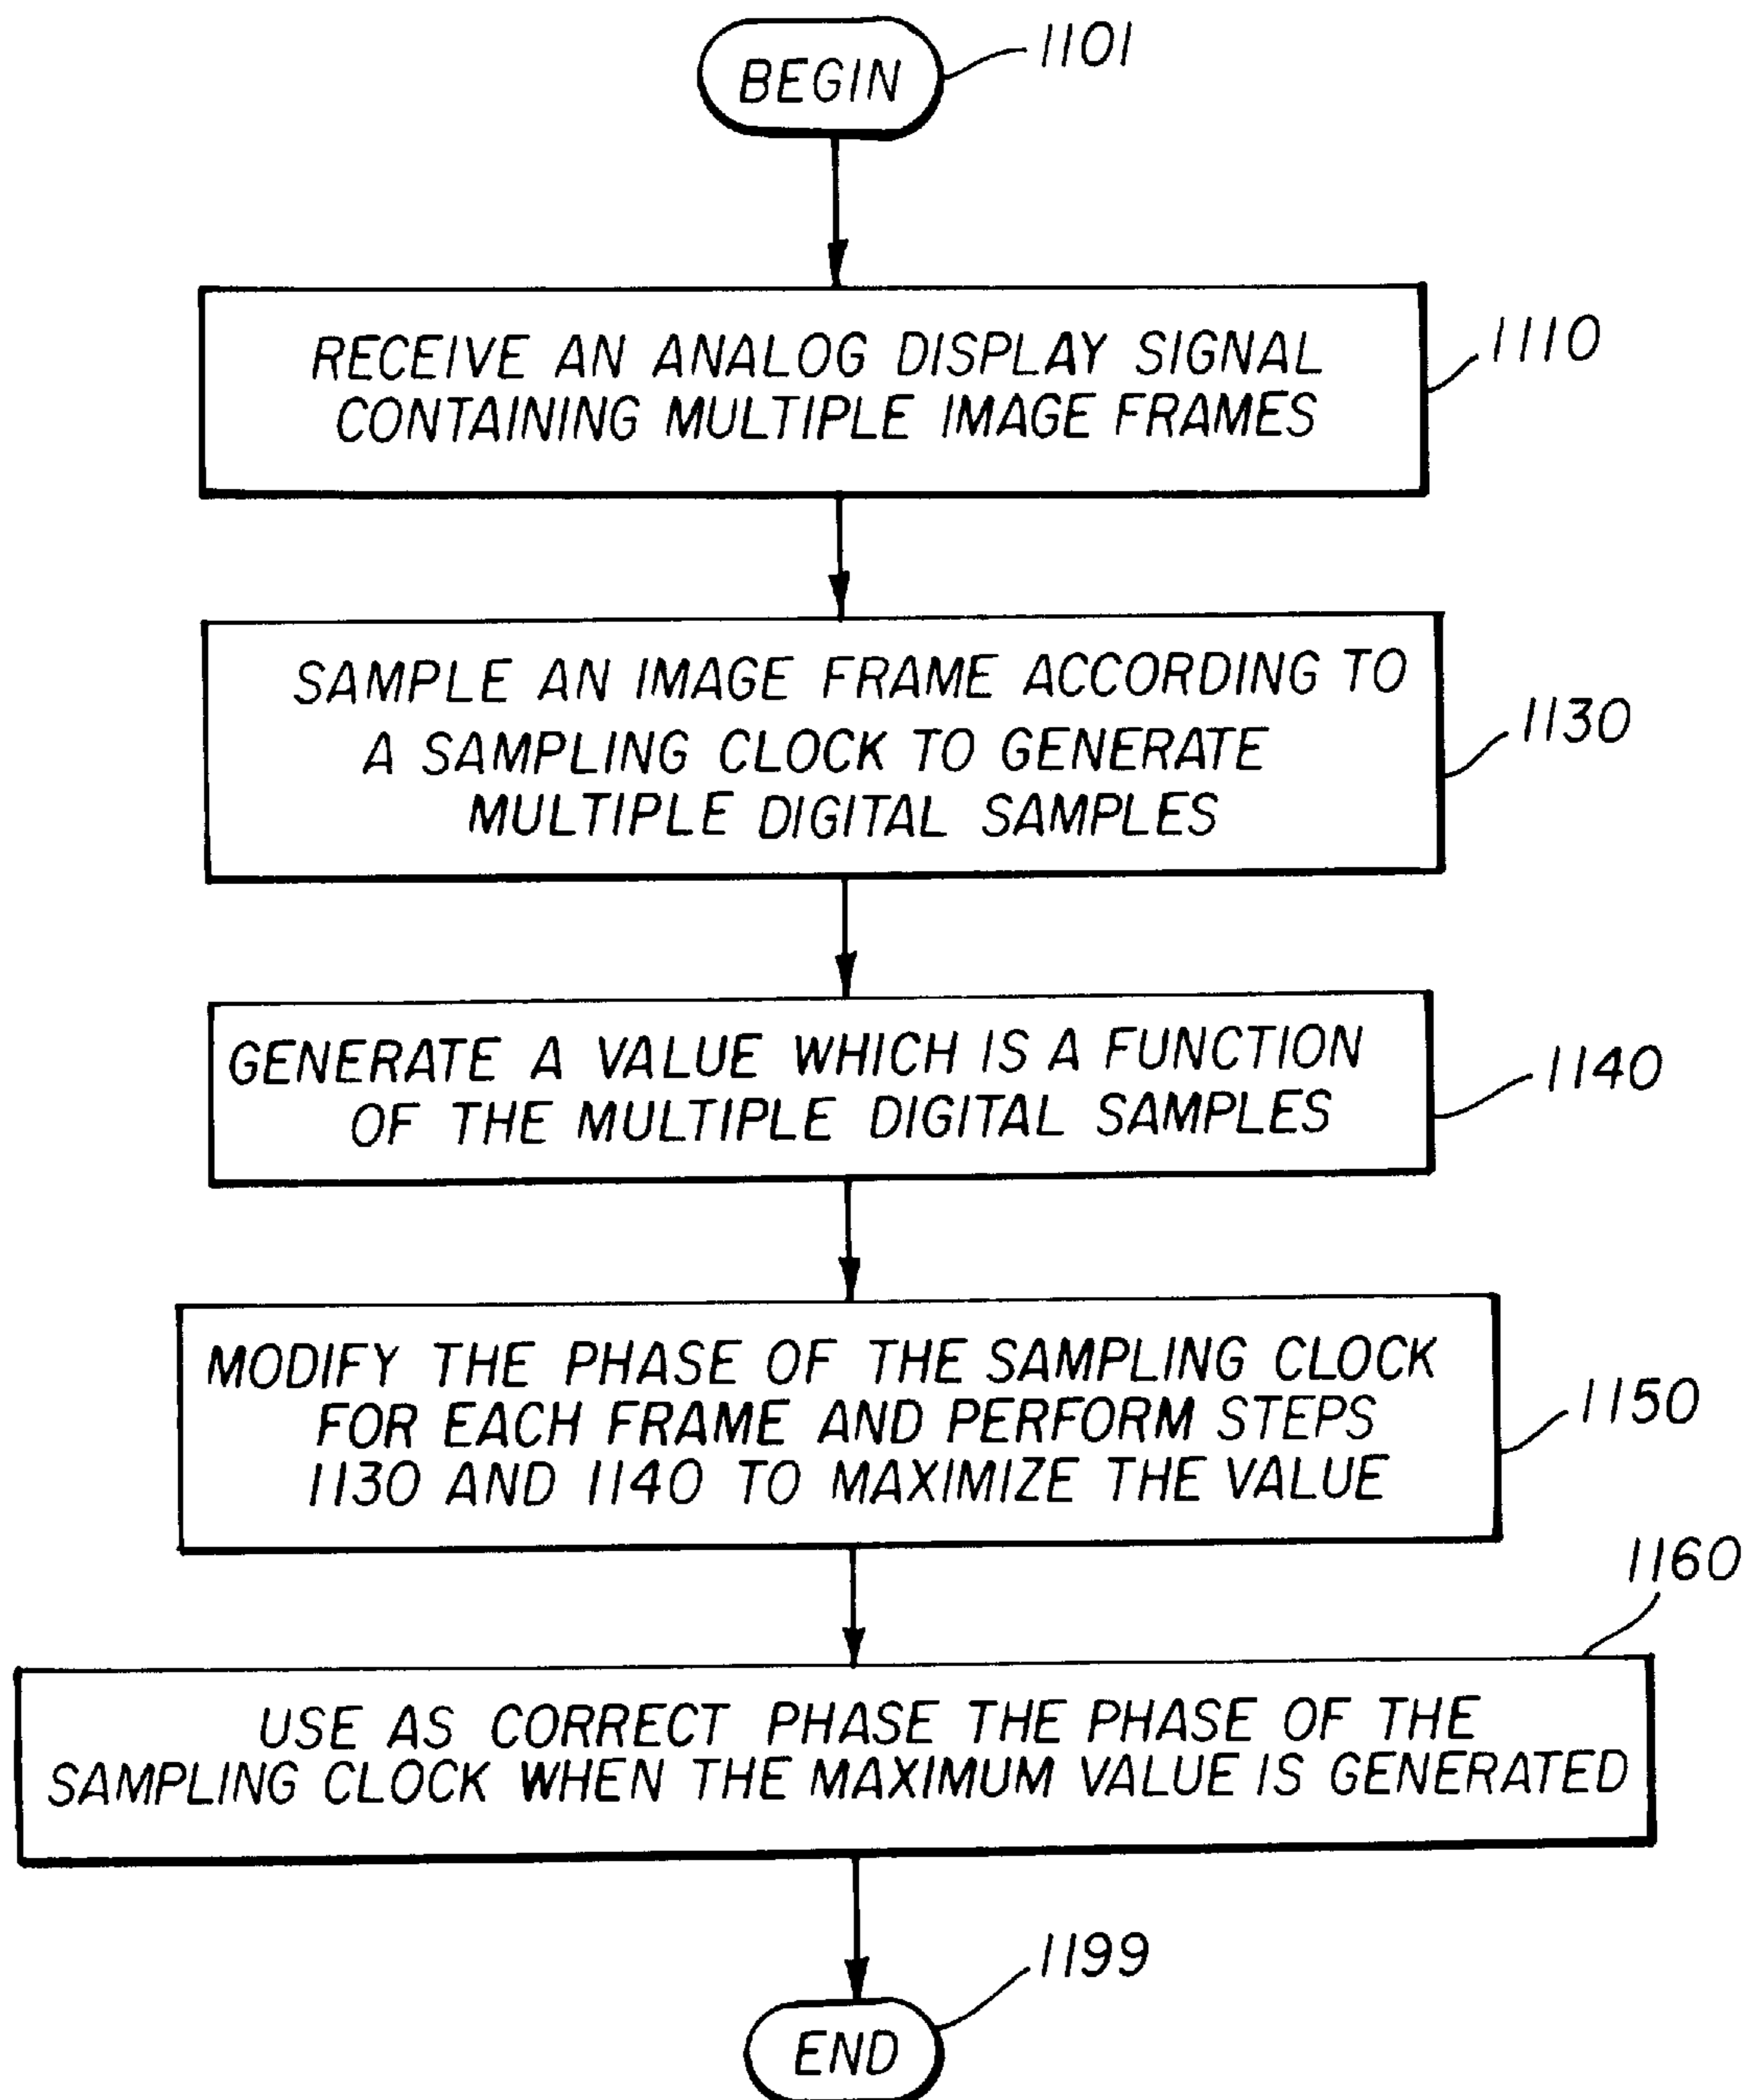 BEGIN
1101
RECEIVE AN ANALOG DISPLAY SIGNAL
CONTAINING MULTIPLE IMAGE FRAMES
1110
SAMPLE AN IMAGE FRAME ACCORDING TO
A SAMPLING CLOCK TO GENERATE
MULTIPLE DIGITAL SAMPLES
1130
GENERATE A VALUE WHICH IS A FUNCTION
OF THE MULTIPLE DIGITAL SAMPLES
1140
MODIFY THE PHASE OF THE SAMPLING CLOCK
FOR EACH FRAME AND PERFORM STEPS
1130 AND 1140 TO MAXIMIZE THE VALUE
1150
1160
USE AS CORRECT PHASE THE PHASE OF THE
SAMPLING CLOCK WHEN THE MAXIMUM VALUE IS GENERATED
1199
END